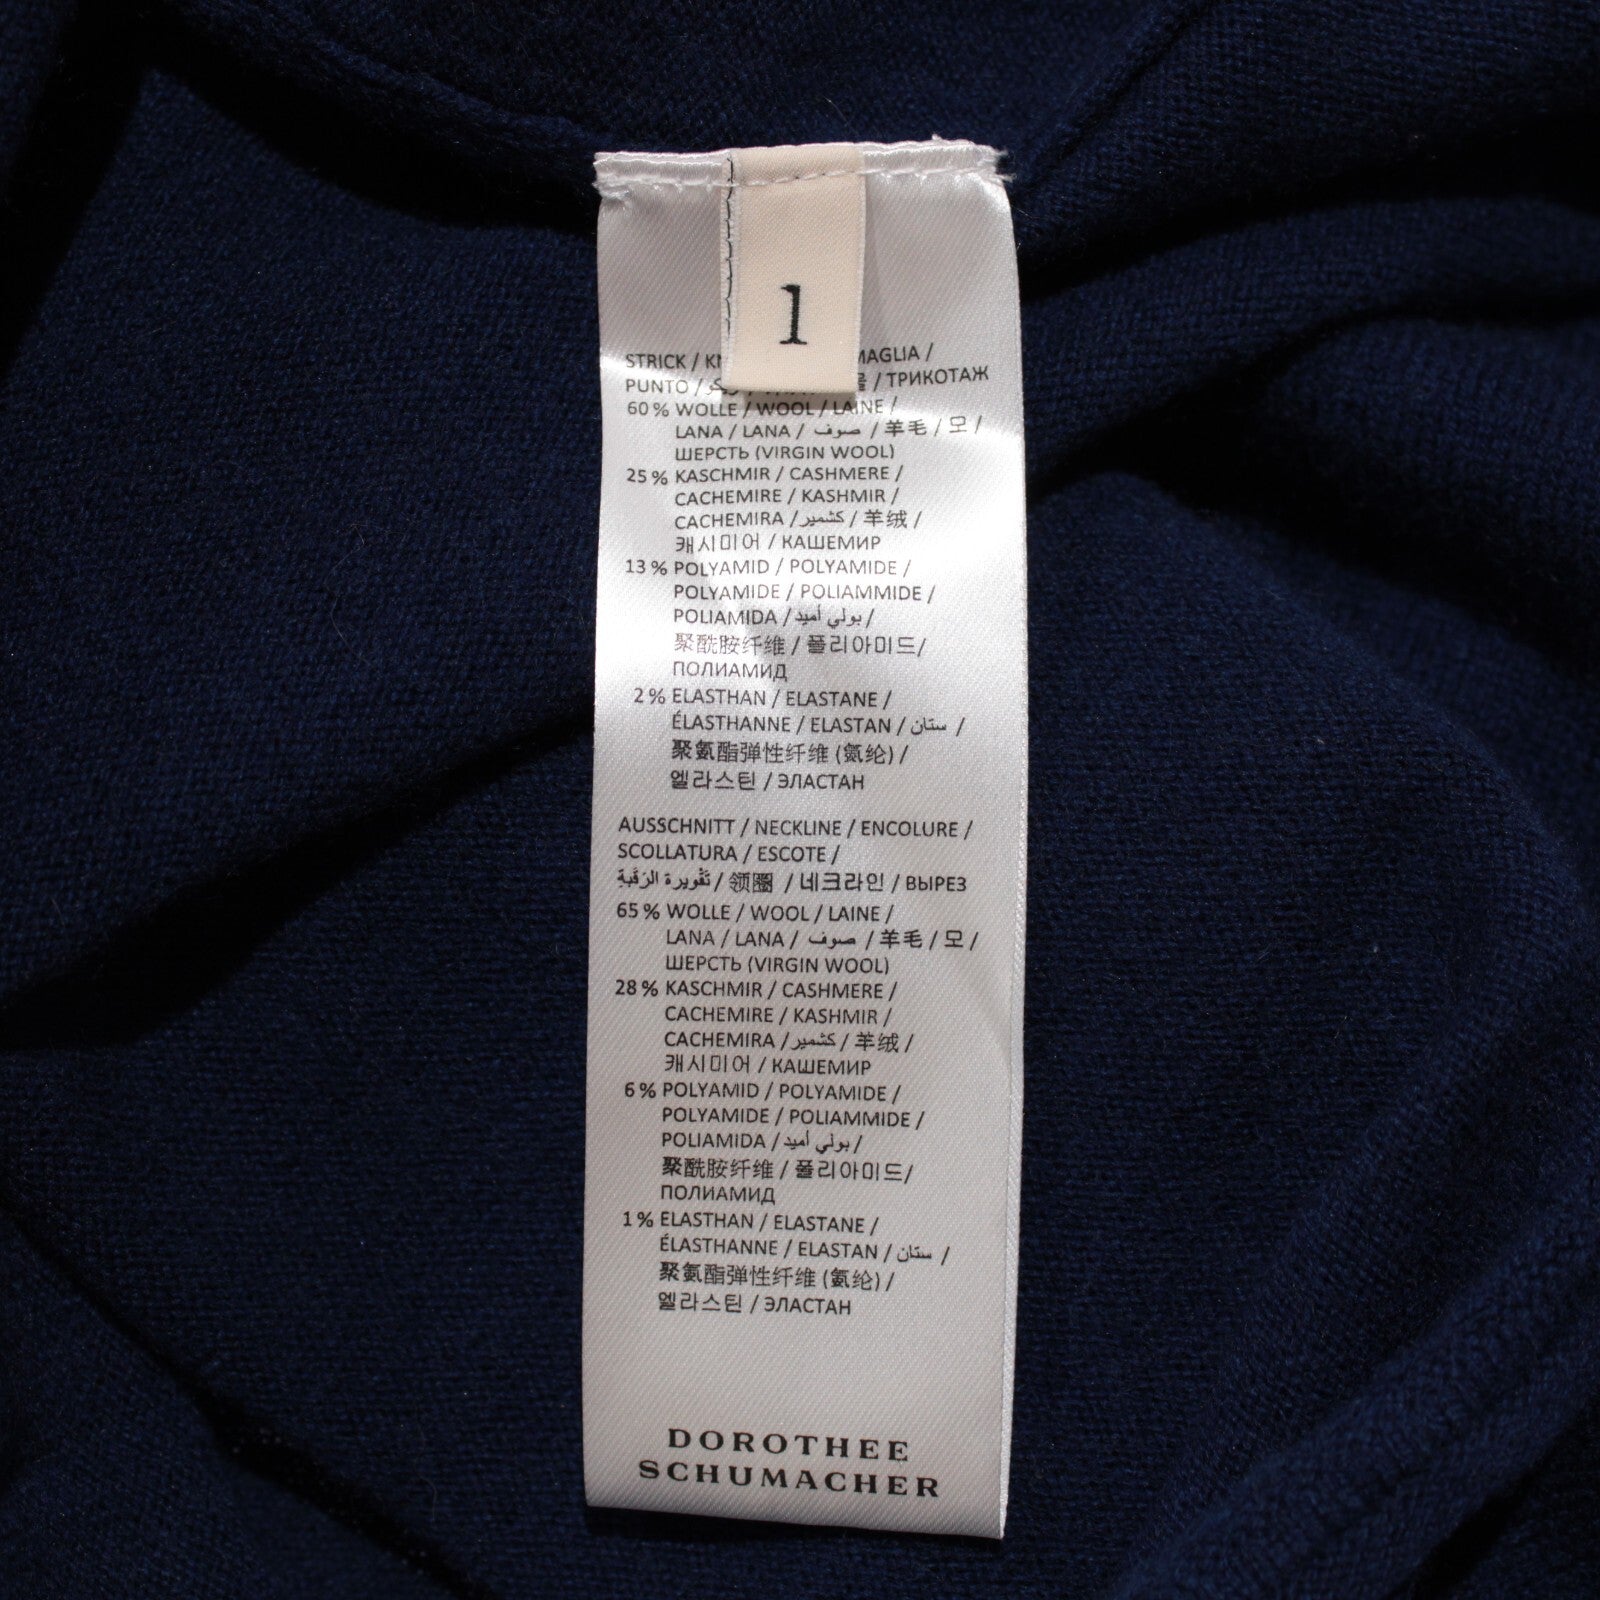 1
STRICK / MAGLIA /
PUNTO / / ТРИКОТАЖ
60 % WOLLE / WOOL / LAINE /
LANA / LANA / صوف / 羊毛 / 모 /
ШЕРСТЬ (VIRGIN WOOL)
25 % KASCHMIR / CASHMERE /
CACHEMIRE / KASHMIR /
CACHEMIRA / كشمير / 羊绒 /
캐시미어 / КАШЕМИР
13 % POLYAMID / POLYAMIDE /
POLYAMIDE / POLIAMMIDE /
POLIAMIDA / بولي أميد /
聚酰胺纤维 / 폴리아미드/
ПОЛИАМИД
2 % ELASTHAN / ELASTANE /
ÉLASTHANNE / ELASTAN / ستان /
聚氨酯弹性纤维 (氨纶) /
엘라스틴 / ЭЛАСТАН
AUSSCHNITT / NECKLINE / ENCOLURE /
SCOLLATURA / ESCOTE /
تَقْوِيرة الرَقَبَةِ / 领圈 / 네크라인 / ВЫРЕЗ
65 % WOLLE / WOOL / LAINE /
LANA / LANA / صوف / 羊毛 / 모 /
ШЕРСТЬ (VIRGIN WOOL)
28 % KASCHMIR / CASHMERE /
CACHEMIRE / KASHMIR /
CACHEMIRA / كشمير / 羊绒 /
캐시미어 / КАШЕМИР
6 % POLYAMID / POLYAMIDE /
POLYAMIDE / POLIAMMIDE /
POLIAMIDA / بولي أميد /
聚酰胺纤维 / 폴리아미드/
ПОЛИАМИД
1 % ELASTHAN / ELASTANE /
ÉLASTHANNE / ELASTAN / ستان /
聚氨酯弹性纤维 (氨纶) /
엘라스틴 / ЭЛАСТАН
DOROTHEE
SCHUMACHER